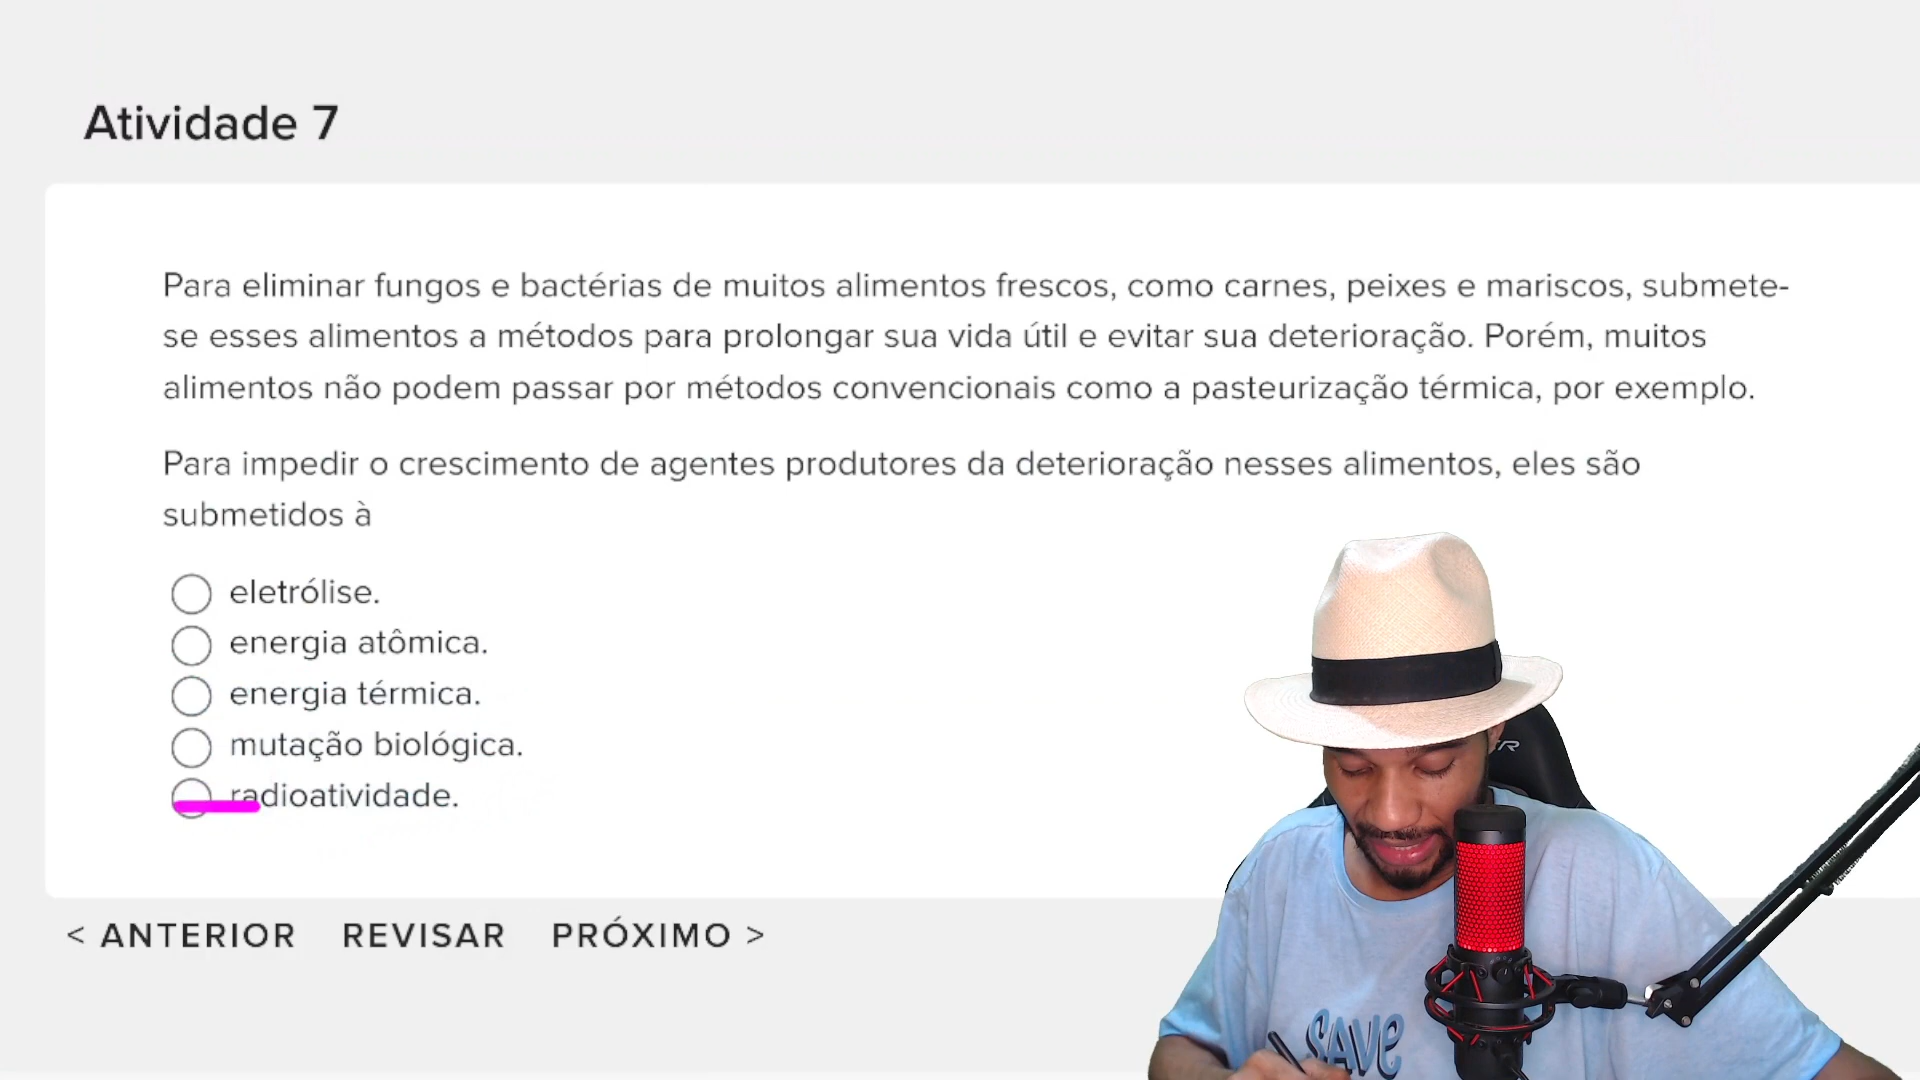 Atividade 7
Para eliminar fungos e bactérias de muitos alimentos frescos, como carnes, peixes e mariscos, submete-
se esses alimentos a métodos para prolongar sua vida útil e evitar sua deterioração. Porém, muitos
alimentos não podem passar por métodos convencionais como a pasteurização térmica, por exemplo.
Para impedir o crescimento de agentes produtores da deterioração nesses alimentos, eles são
submetidos à
eletrólise.
energia atômica.
energia térmica.
mutação biológica.
radioatividade.
< ANTERIOR REVISAR PRÓXIMO >
SAVE